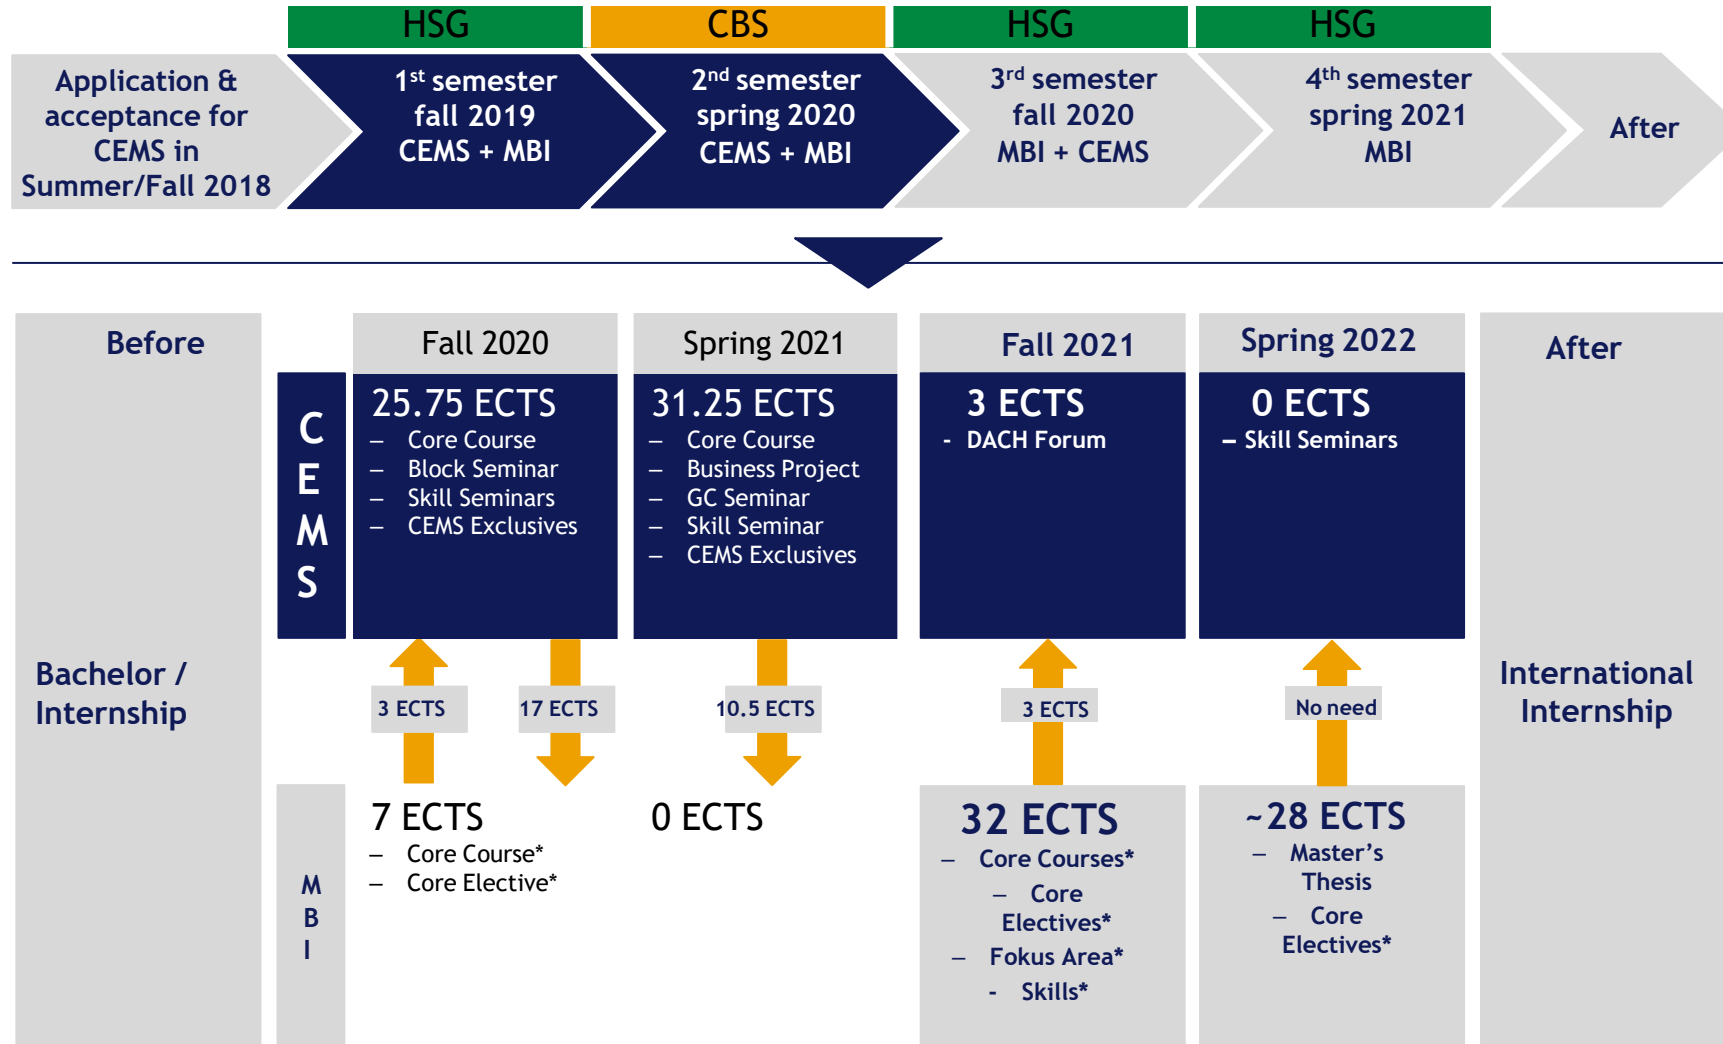 HSG
CBS
HSG
HSG
Application &
acceptance for
CEMS in
Summer/Fall 2018
1st semester
fall 2019
CEMS + MBI
2nd semester
spring 2020
CEMS + MBI
3rd semester
fall 2020
MBI + CEMS
4th semester
spring 2021
MBI
After
Before
Bachelor /
Internship
C
E
M
S
Fall 2020
25.75 ECTS
– Core Course
– Block Seminar
– Skill Seminars
– CEMS Exclusives
Spring 2021
31.25 ECTS
– Core Course
– Business Project
– GC Seminar
– Skill Seminar
– CEMS Exclusives
Fall 2021
3 ECTS
- DACH Forum
Spring 2022
0 ECTS
– Skill Seminars
3 ECTS
17 ECTS
10.5 ECTS
3 ECTS
No need
M
B
I
7 ECTS
– Core Course*
– Core Elective*
0 ECTS
32 ECTS
– Core Courses*
– Core
Electives*
– Fokus Area*
- Skills*
~28 ECTS
– Master’s
Thesis
– Core
Electives*
After
International
Internship